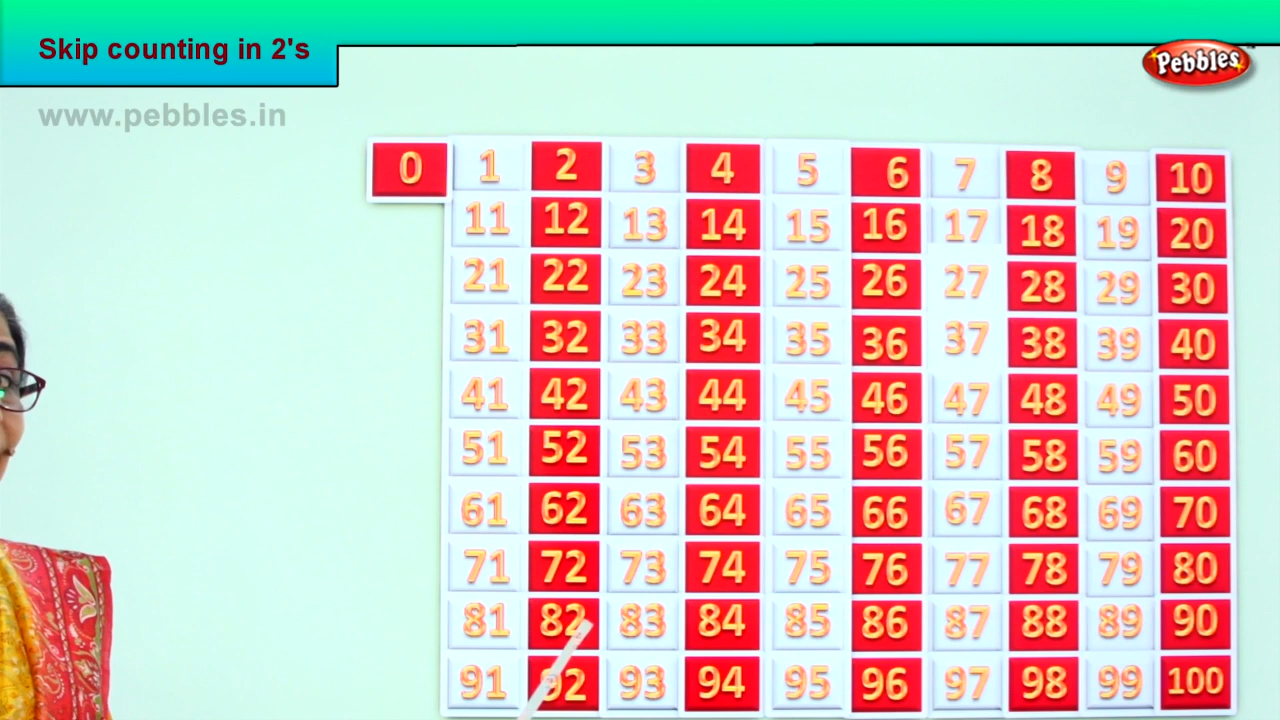 Skip counting in 2's
Pebbles
www.pebbles.in
0 1 2 3 4 5 6 7 8 9 10
11 12 13 14 15 16 17 18 19 20
21 22 23 24 25 26 27 28 29 30
31 32 33 34 35 36 37 38 39 40
41 42 43 44 45 46 47 48 49 50
51 52 53 54 55 56 57 58 59 60
61 62 63 64 65 66 67 68 69 70
71 72 73 74 75 76 77 78 79 80
81 82 83 84 85 86 87 88 89 90
91 92 93 94 95 96 97 98 99 100